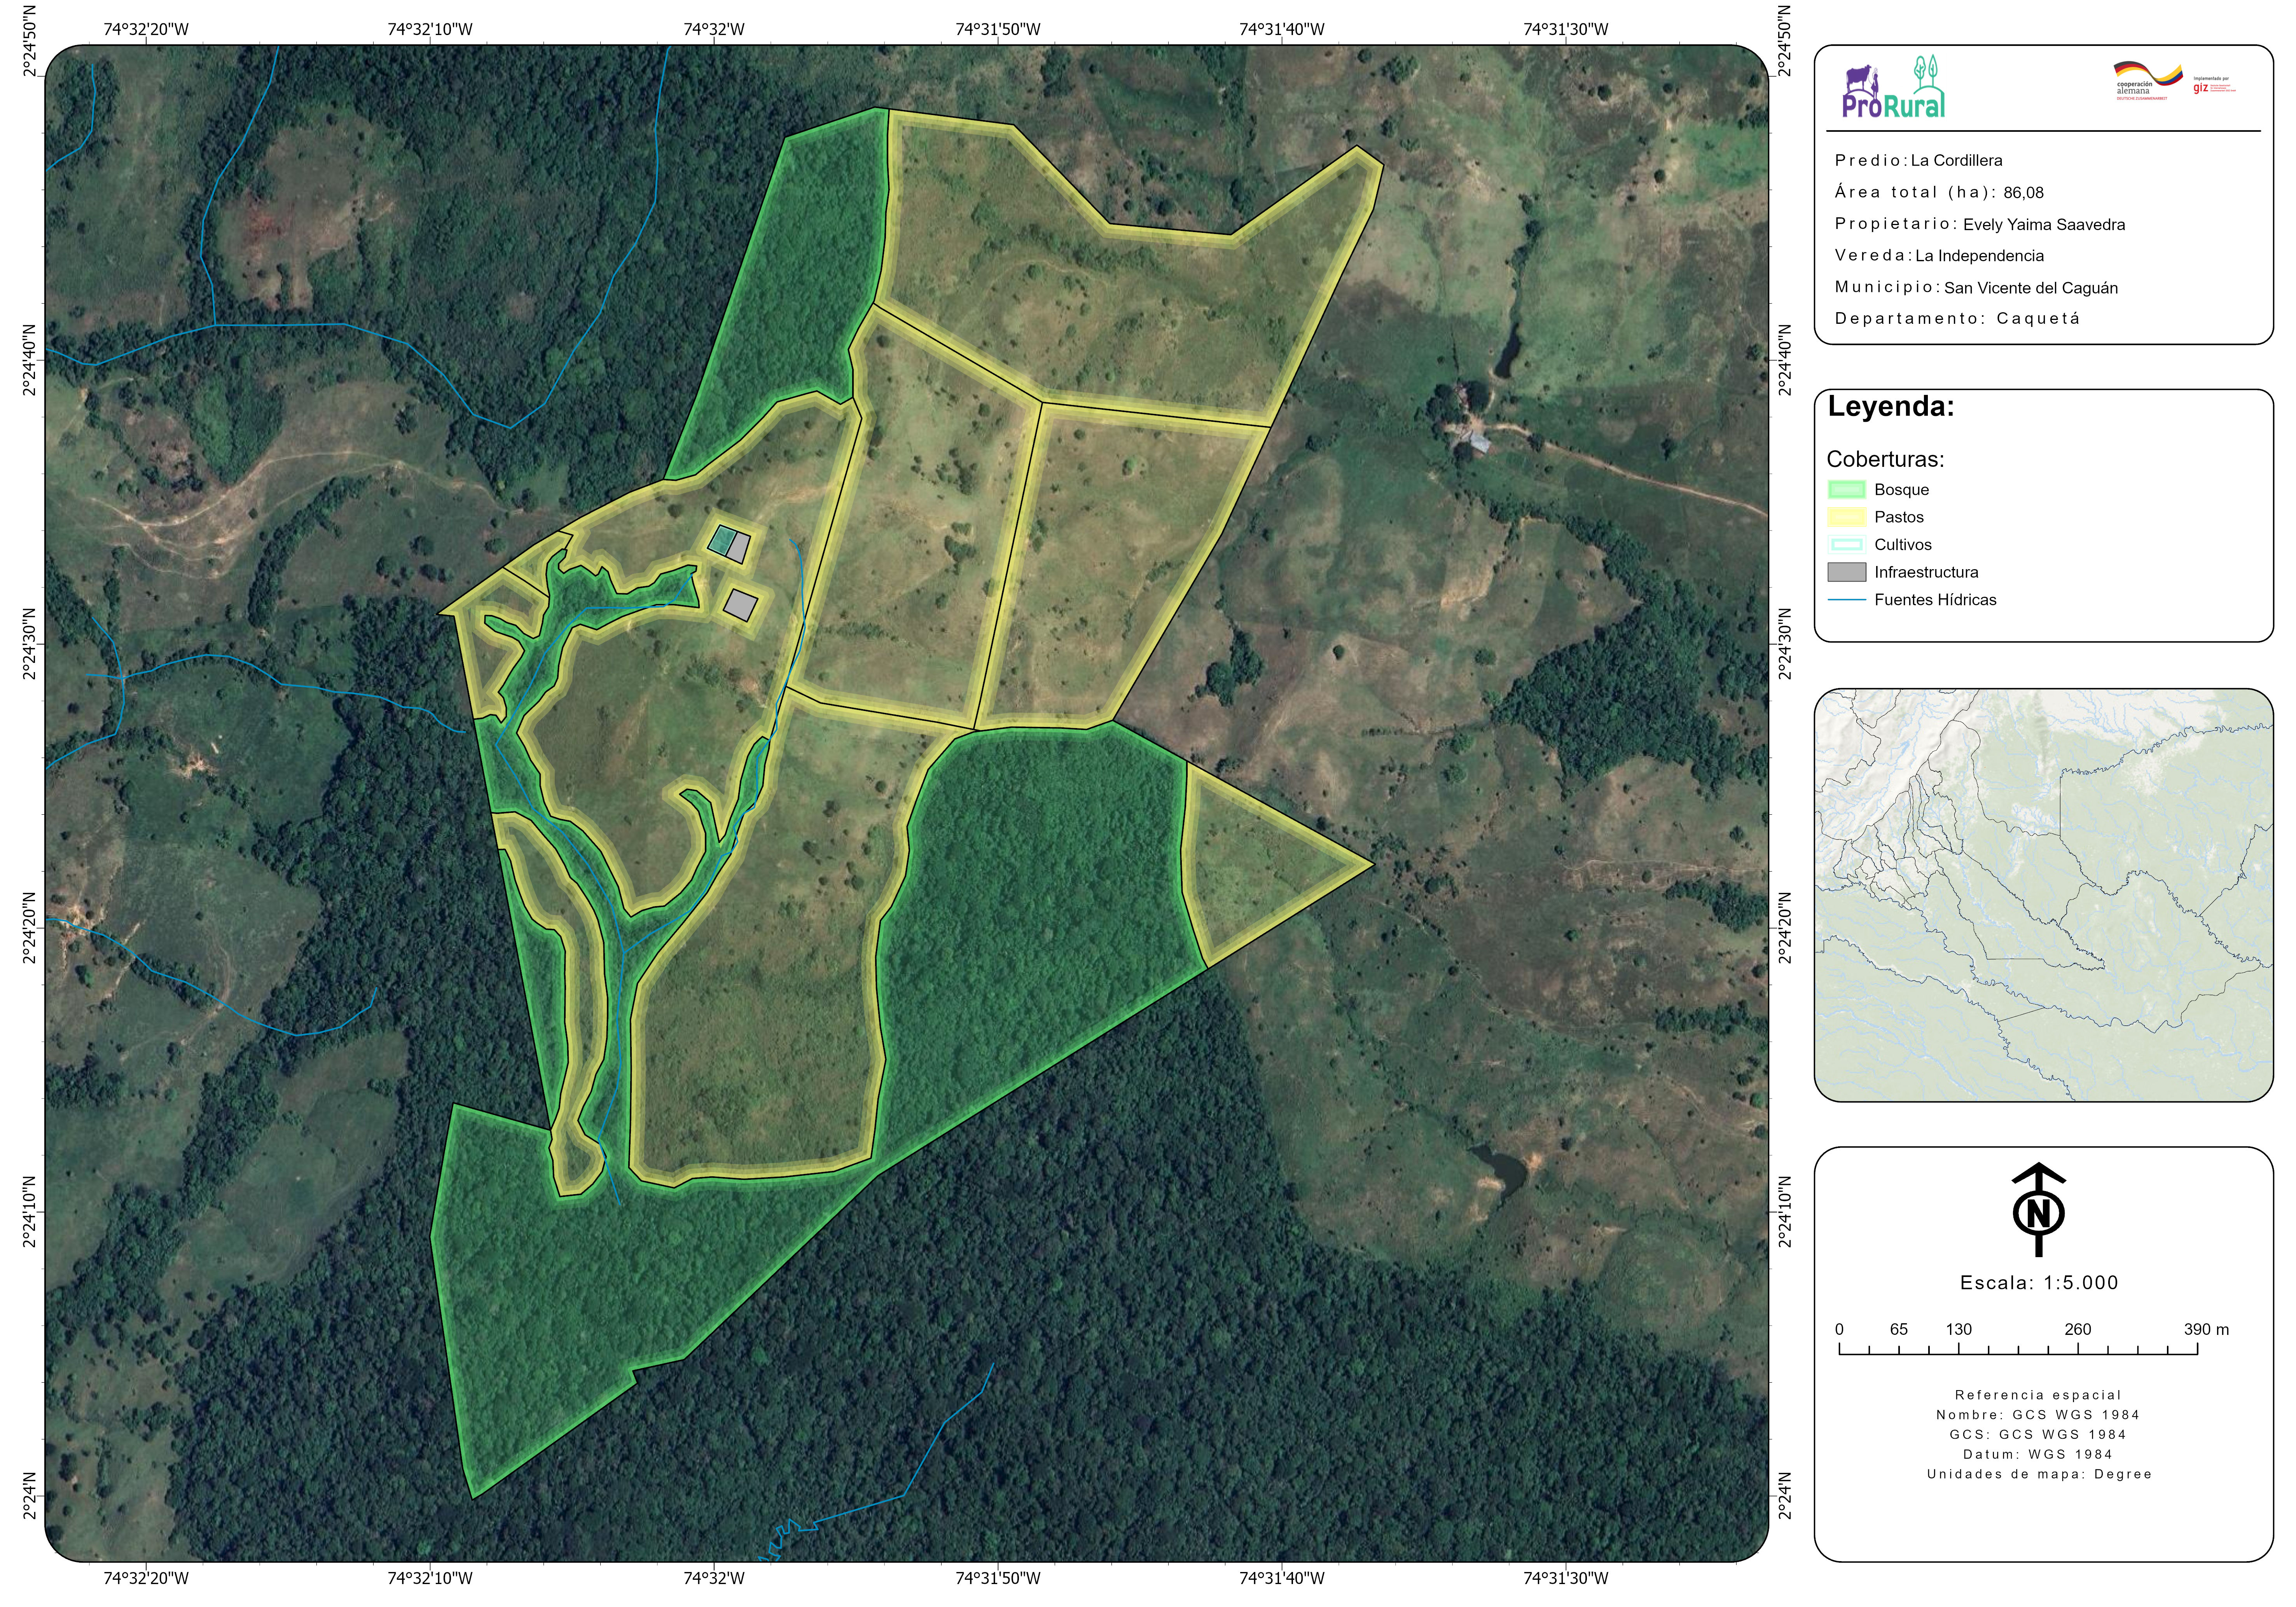 74°32'20"W 74°32'10"W 74°32'W 74°31'50"W 74°31'40"W 74°31'30"W
2°24'50"N 2°24'50"N
2°24'40"N 2°24'40"N
2°24'30"N 2°24'30"N
2°24'20"N 2°24'20"N
2°24'10"N 2°24'10"N
2°24'N 2°24'N
74°32'20"W 74°32'10"W 74°32'W 74°31'50"W 74°31'40"W 74°31'30"W
ProRural
cooperación
alemana
DEUTSCHE ZUSAMMENARBEIT
Implementada por
giz
Predio: La Cordillera
Área total (ha): 86,08
Propietario: Evely Yaima Saavedra
Vereda: La Independencia
Municipio: San Vicente del Caguán
Departamento: Caquetá
Leyenda:
Coberturas:
Bosque
Pastos
Cultivos
Infraestructura
Fuentes Hídricas
N
Escala: 1:5.000
0 65 130 260 390 m
Referencia espacial
Nombre: GCS WGS 1984
GCS: GCS WGS 1984
Datum: WGS 1984
Unidades de mapa: Degree